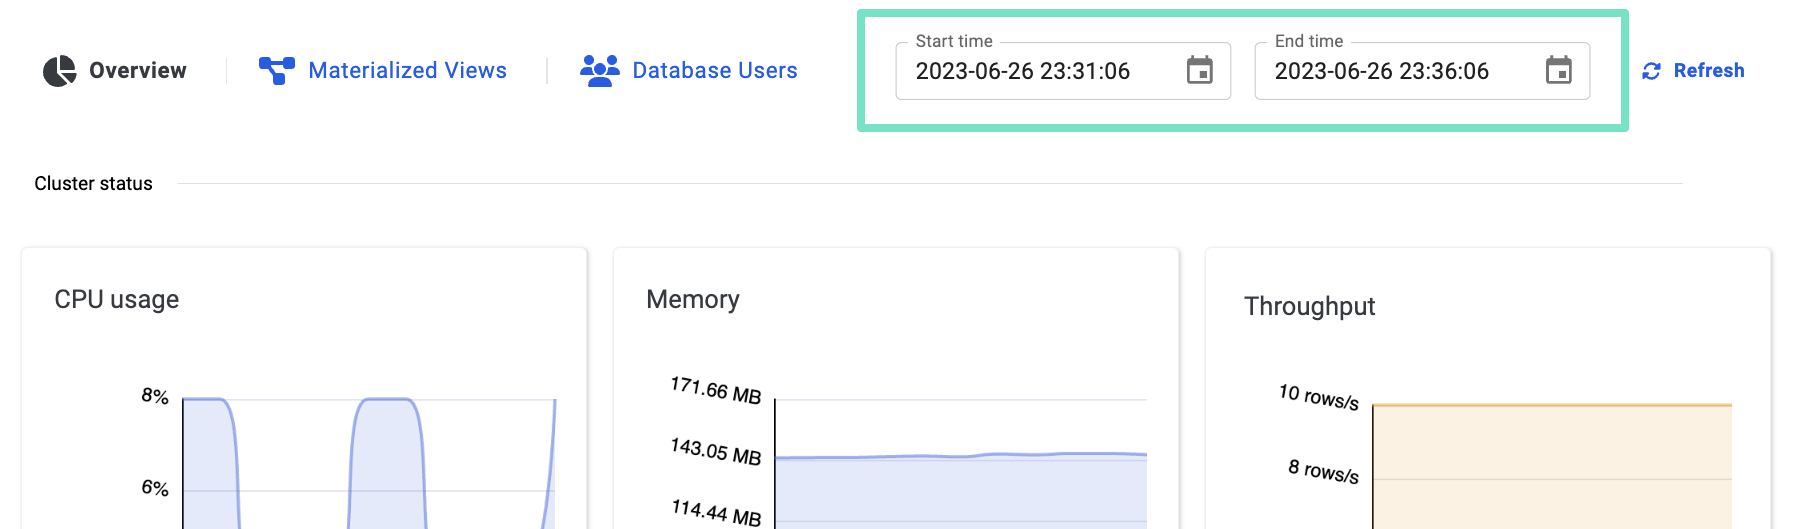 Overview
Materialized Views
Database Users
Start time
2023-06-26 23:31:06
End time
2023-06-26 23:36:06
Refresh
Cluster status
CPU usage
8%
6%
Memory
171.66 MB
143.05 MB
114.44 MB
Throughput
10 rows/s
8 rows/s